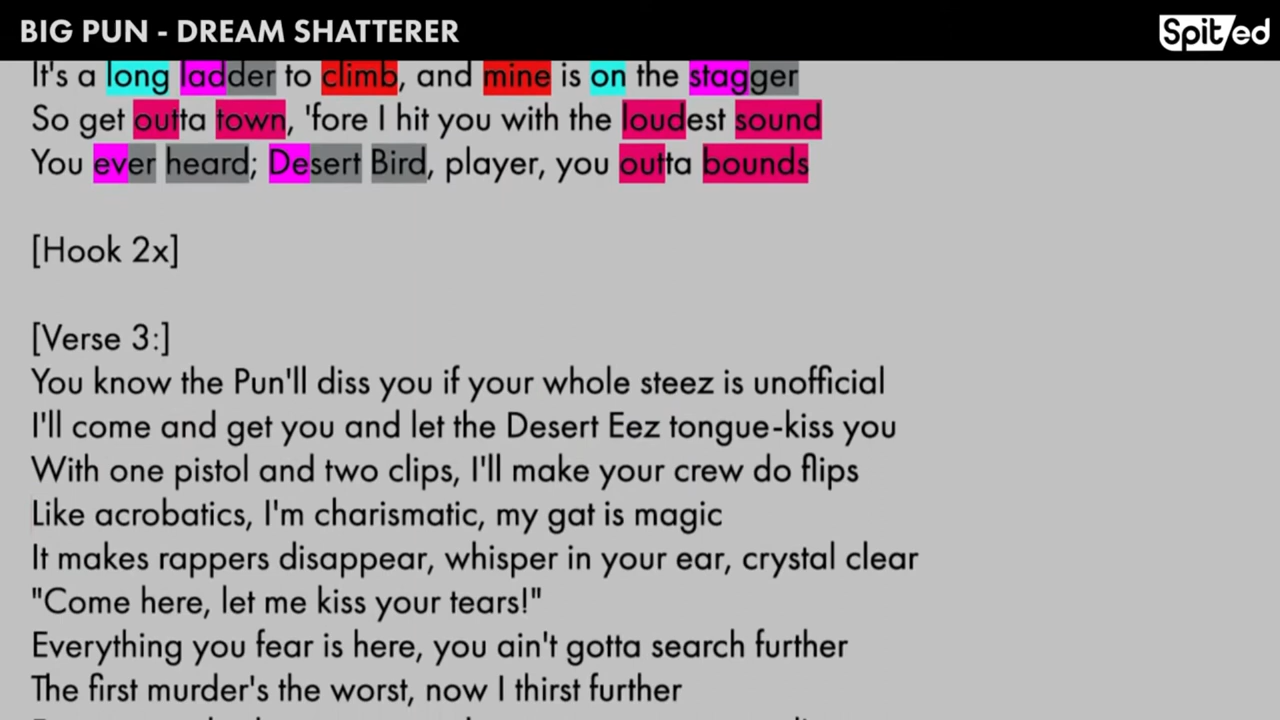 BIG PUN - DREAM SHATTERER
Spit/ed
It's a long ladder to climb, and mine is on the stagger
So get outta town, 'fore I hit you with the loudest sound
You ever heard; Desert Bird, player, you outta bounds
[Hook 2x]
[Verse 3:]
You know the Pun'll diss you if your whole steez is unofficial
I'll come and get you and let the Desert Eez tongue-kiss you
With one pistol and two clips, I'll make your crew do flips
Like acrobatics, I'm charismatic, my gat is magic
It makes rappers disappear, whisper in your ear, crystal clear
"Come here, let me kiss your tears!"
Everything you fear is here, you ain't gotta search further
The first murder's the worst, now I thirst further